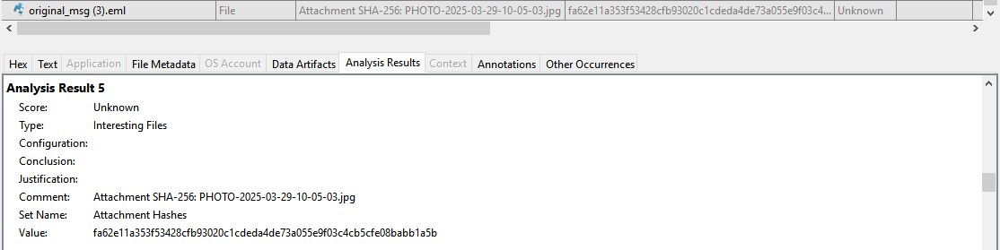 original_msg (3).eml File Attachment SHA-256: PHOTO-2025-03-29-10-05-03.jpg fa62e11a353f53428cfb93020c1cdeda4de73a055e9f03c4... Unknown
Hex Text Application File Metadata OS Account Data Artifacts Analysis Results Context Annotations Other Occurrences
Analysis Result 5
Score: Unknown
Type: Interesting Files
Configuration:
Conclusion:
Justification:
Comment: Attachment SHA-256: PHOTO-2025-03-29-10-05-03.jpg
Set Name: Attachment Hashes
Value: fa62e11a353f53428cfb93020c1cdeda4de73a055e9f03c4cb5cfe08babb1a5b